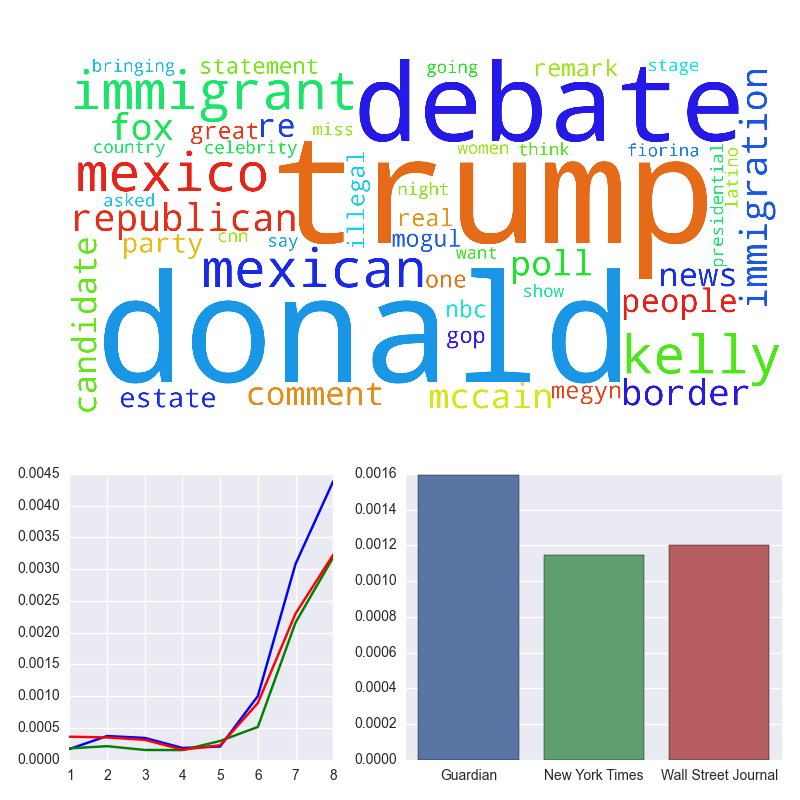 bringing statement going remark stage
immigrant debate immigration
fox great re miss
country celebrity women think fiorina
mexico trump illegal night presidential latino
asked
republican real
party cnn say mogul want
mexican poll news
candidate donald one show people
nbc
gop kelly
estate comment mccain megyn border
0.0045
0.0040
0.0035
0.0030
0.0025
0.0020
0.0015
0.0010
0.0005
0.0000
1 2 3 4 5 6 7 8
0.0016
0.0014
0.0012
0.0010
0.0008
0.0006
0.0004
0.0002
0.0000
Guardian New York Times Wall Street Journal